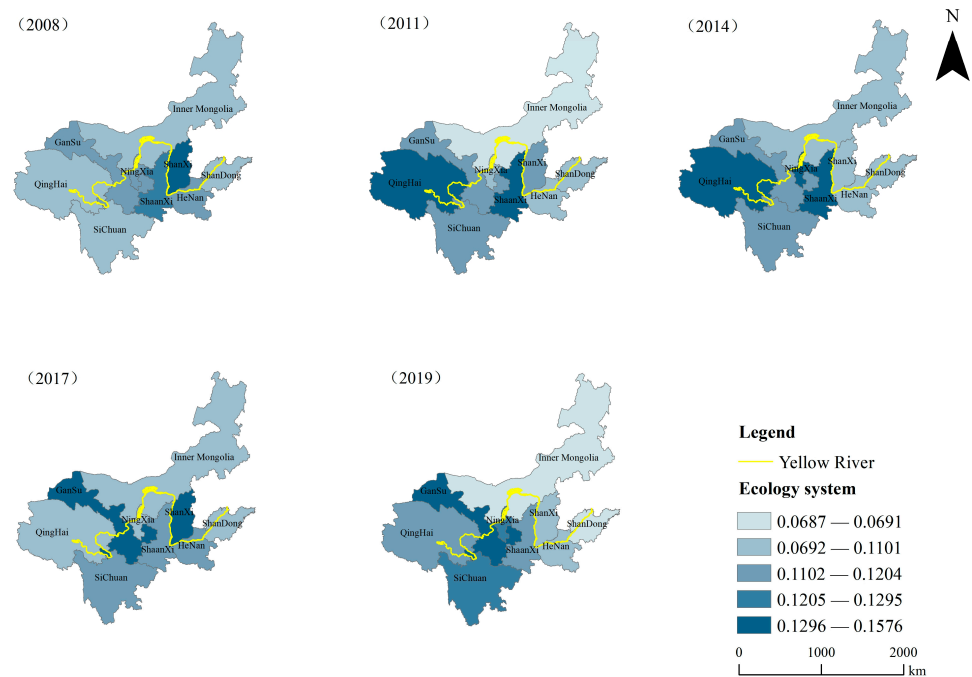 （2008）
Inner Mongolia
GanSu
NingXia
ShanXi
QingHai
ShanDong
ShaanXi
HeNan
SiChuan
（2011）
Inner Mongolia
GanSu
NingXia
ShanXi
QingHai
ShanDong
ShaanXi
HeNan
SiChuan
（2014）
N
Inner Mongolia
GanSu
NingXia
ShanXi
QingHai
ShanDong
ShaanXi
HeNan
SiChuan
（2017）
Inner Mongolia
GanSu
NingXia
ShanXi
QingHai
ShanDong
ShaanXi
HeNan
SiChuan
（2019）
Inner Mongolia
GanSu
NingXia
ShanXi
QingHai
ShanDong
ShaanXi
HeNan
SiChuan
Legend
Yellow River
Ecology system
0.0687 — 0.0691
0.0692 — 0.1101
0.1102 — 0.1204
0.1205 — 0.1295
0.1296 — 0.1576
0 1000 2000
km